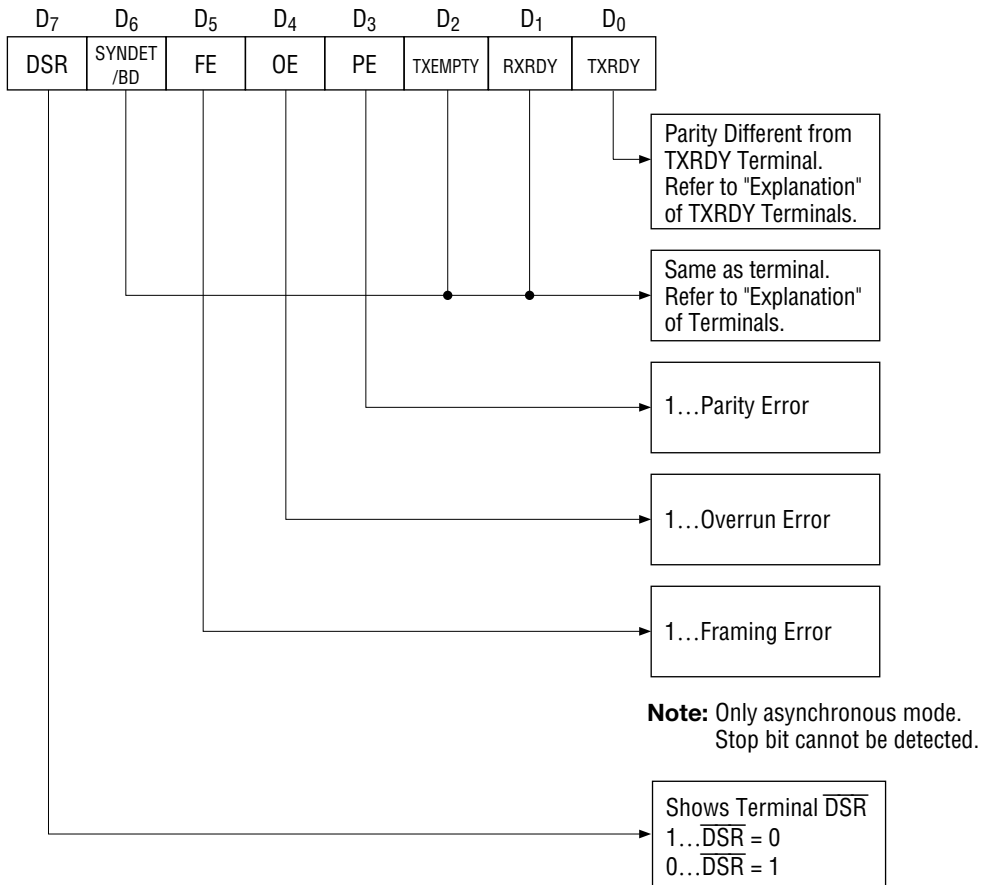 D7 D6 D5 D4 D3 D2 D1 D0
DSR SYNDET /BD FE OE PE TXEMPTY RXRDY TXRDY
Parity Different from
TXRDY Terminal.
Refer to "Explanation"
of TXRDY Terminals.
Same as terminal.
Refer to "Explanation"
of Terminals.
1...Parity Error
1...Overrun Error
1...Framing Error
Note: Only asynchronous mode.
Stop bit cannot be detected.
Shows Terminal D̅S̅R̅
1...D̅S̅R̅ = 0
0...D̅S̅R̅ = 1